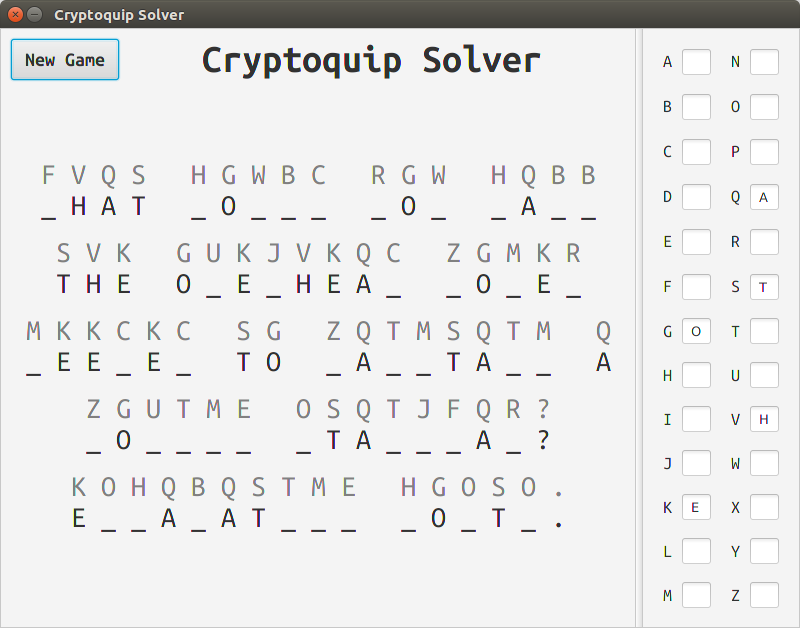 Cryptoquip Solver
New Game
Cryptoquip Solver
F V Q S H G W B C R G W H Q B B
_ H A T _ O _ _ _ _ O _ _ A _ _
S V K G U K J V K Q C Z G M K R
T H E O _ E _ H E A _ _ O _ E _
M K K C K C S G Z Q T M S Q T M Q
_ E E _ E _ T O _ A _ _ T A _ _ A
Z G U T M E O S Q T J F Q R ?
_ O _ _ _ _ _ T A _ _ _ A _ ?
K O H Q B Q S T M E H G O S O .
E _ _ A _ A T _ _ _ _ O _ T _ .
A N
B O
C P
D Q A
E R
F S T
G O T
H U
I V H
J W
K E X
L Y
M Z